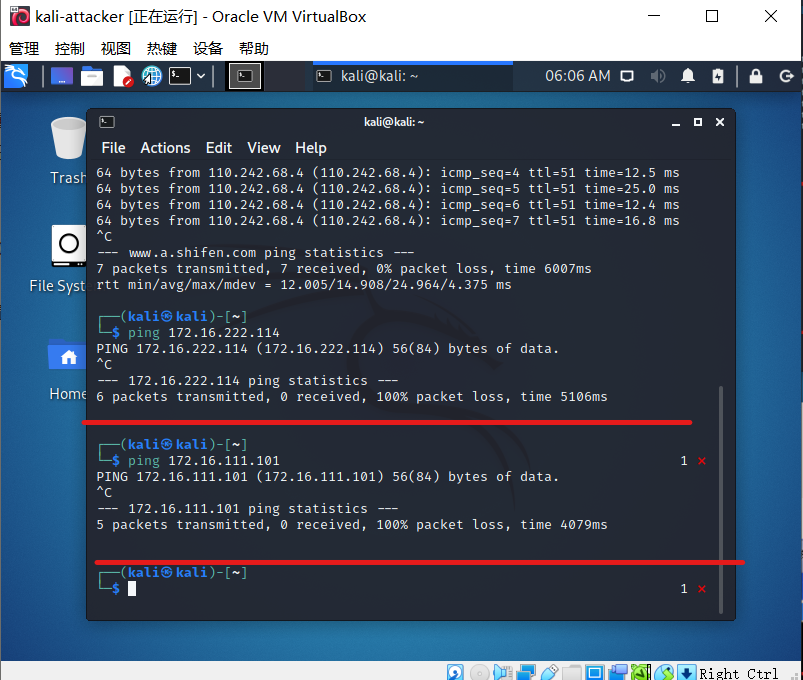 kali-attacker [正在运行] - Oracle VM VirtualBox
管理 控制 视图 热键 设备 帮助
kali@kali: ~ 06:06 AM
kali@kali: ~
File Actions Edit View Help
Trash
File Syst
Home
64 bytes from 110.242.68.4 (110.242.68.4): icmp_seq=4 ttl=51 time=12.5 ms
64 bytes from 110.242.68.4 (110.242.68.4): icmp_seq=5 ttl=51 time=25.0 ms
64 bytes from 110.242.68.4 (110.242.68.4): icmp_seq=6 ttl=51 time=12.4 ms
64 bytes from 110.242.68.4 (110.242.68.4): icmp_seq=7 ttl=51 time=16.8 ms
^C
--- www.a.shifen.com ping statistics ---
7 packets transmitted, 7 received, 0% packet loss, time 6007ms
rtt min/avg/max/mdev = 12.005/14.908/24.964/4.375 ms
┌──(kali㉿kali)-[~]
└─$ ping 172.16.222.114
PING 172.16.222.114 (172.16.222.114) 56(84) bytes of data.
^C
--- 172.16.222.114 ping statistics ---
6 packets transmitted, 0 received, 100% packet loss, time 5106ms
┌──(kali㉿kali)-[~]
└─$ ping 172.16.111.101 1 ⨯
PING 172.16.111.101 (172.16.111.101) 56(84) bytes of data.
^C
--- 172.16.111.101 ping statistics ---
5 packets transmitted, 0 received, 100% packet loss, time 4079ms
┌──(kali㉿kali)-[~]
└─$ 1 ⨯
Right Ctrl